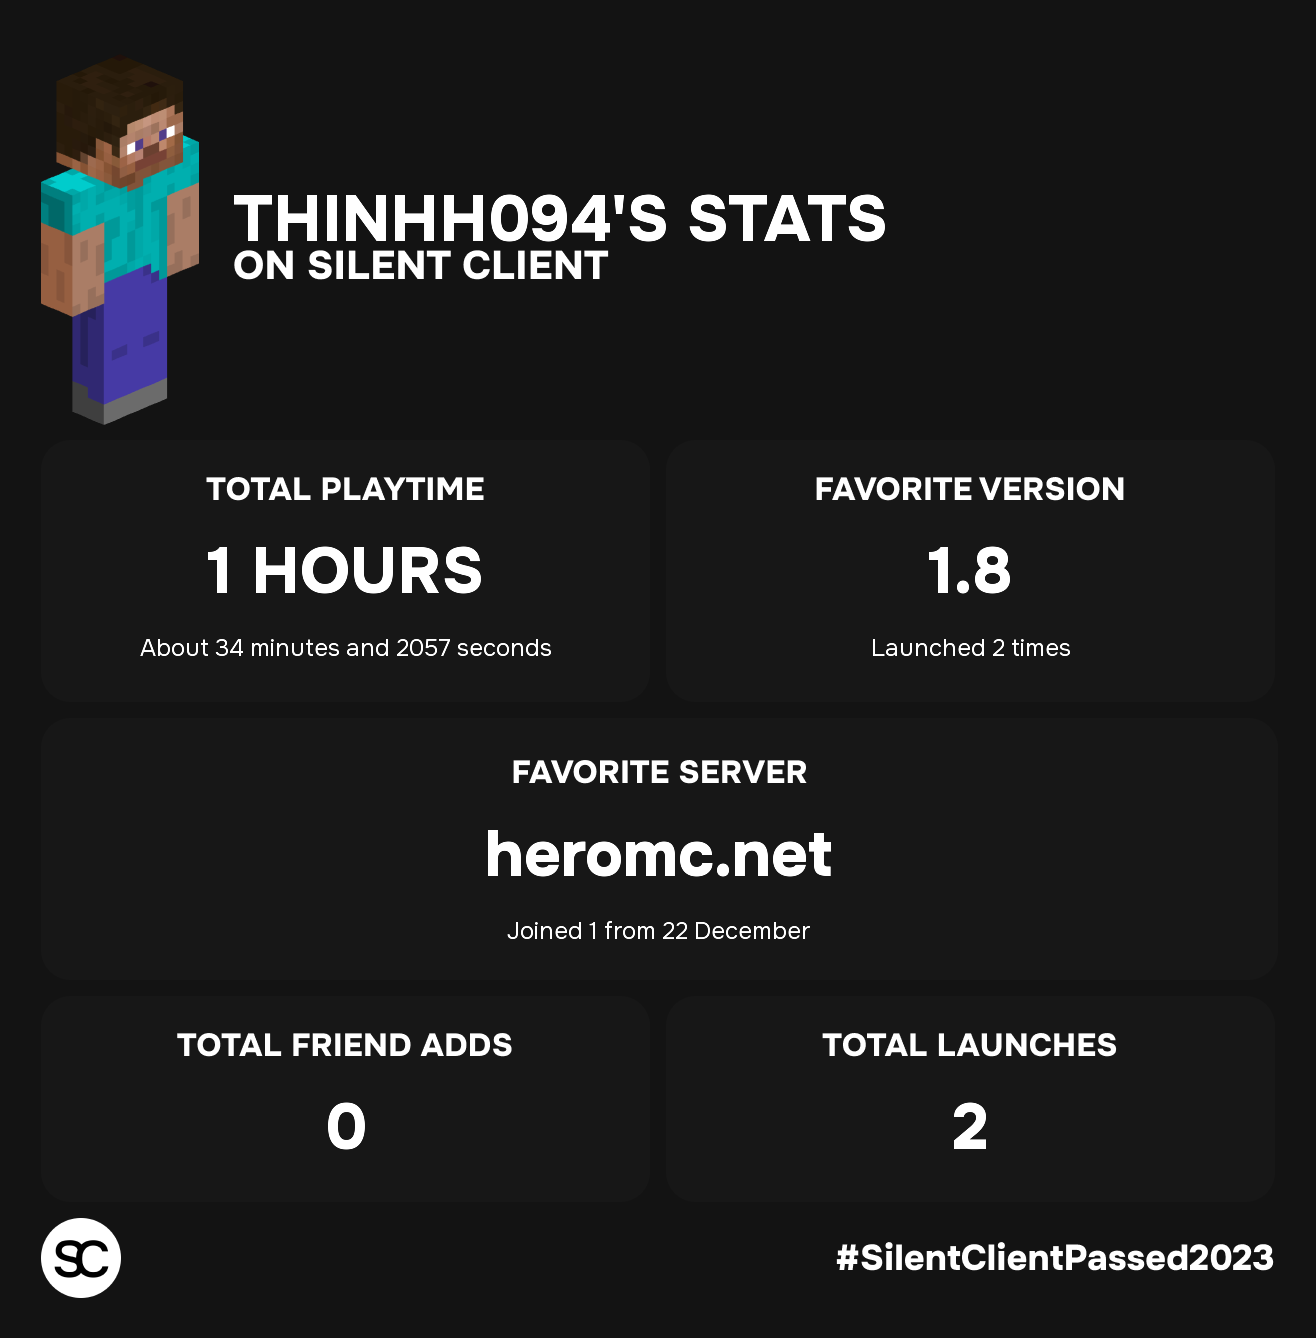 THINHH094'S STATS
ON SILENT CLIENT
TOTAL PLAYTIME
1 HOURS
About 34 minutes and 2057 seconds
FAVORITE VERSION
1.8
Launched 2 times
FAVORITE SERVER
heromc.net
Joined 1 from 22 December
TOTAL FRIEND ADDS
0
TOTAL LAUNCHES
2
SC
#SilentClientPassed2023